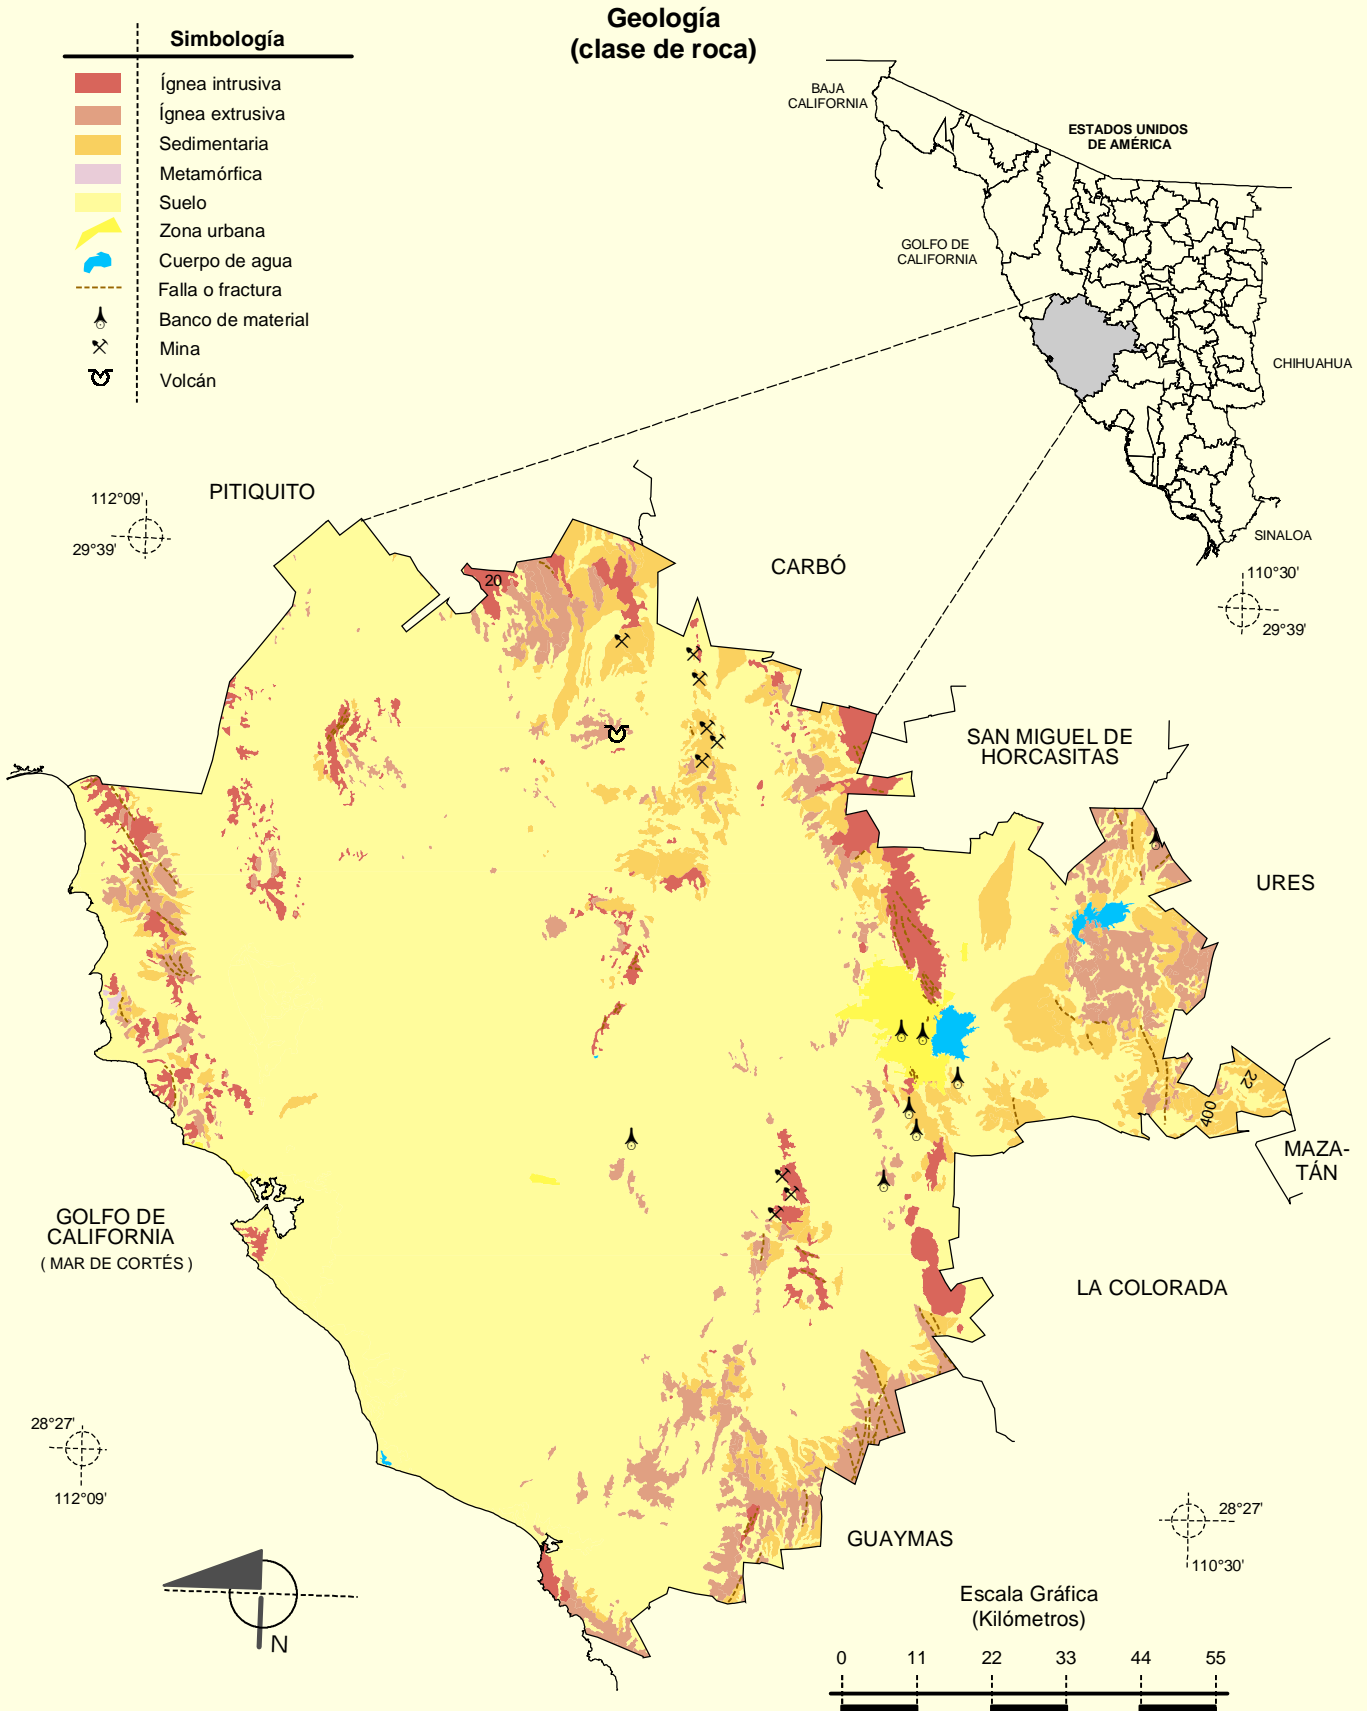 Geología
(clase de roca)
Simbología
Ígnea intrusiva
Ígnea extrusiva
Sedimentaria
Metamórfica
Suelo
Zona urbana
Cuerpo de agua
Falla o fractura
Banco de material
Mina
Volcán
BAJA
CALIFORNIA
ESTADOS UNIDOS
DE AMÉRICA
GOLFO DE
CALIFORNIA
CHIHUAHUA
SINALOA
112°09'
29°39'
PITIQUITO
CARBÓ
110°30'
29°39'
20
SAN MIGUEL DE
HORCASITAS
URES
22
400
MAZA-
TÁN
GOLFO DE
CALIFORNIA
( MAR DE CORTÉS )
LA COLORADA
28°27'
112°09'
GUAYMAS
28°27'
110°30'
N
Escala Gráfica
(Kilómetros)
0 11 22 33 44 55